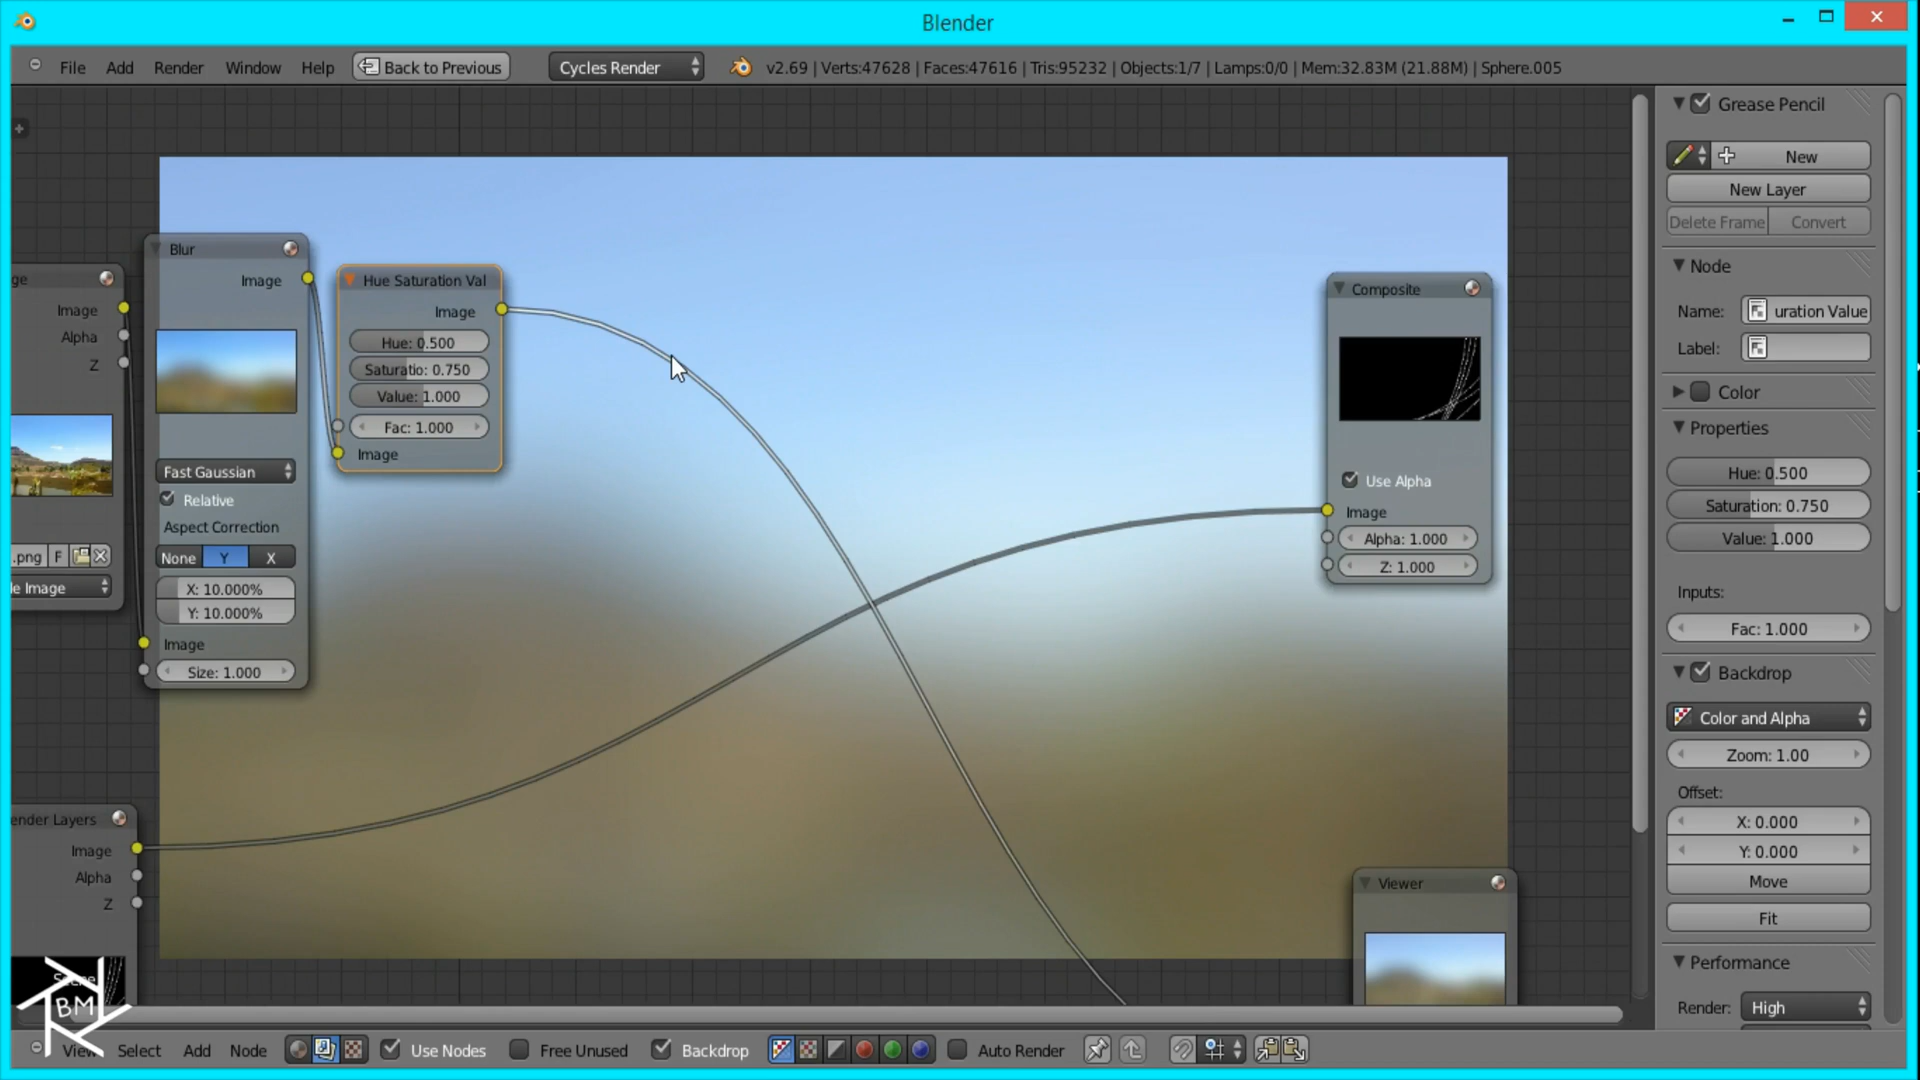 Blender
File Add Render Window Help Back to Previous Cycles Render v2.69 | Verts:47628 | Faces:47616 | Tris:95232 | Objects:1/7 | Lamps:0/0 | Mem:32.83M (21.88M) | Sphere.005
ge
Image
Alpha
Z
.png F
le Image
Blur
Image
Fast Gaussian
Relative
Aspect Correction
None Y X
X: 10.000%
Y: 10.000%
Image
Size: 1.000
Hue Saturation Val
Image
Hue: 0.500
Saturatio: 0.750
Value: 1.000
Fac: 1.000
Image
Composite
Use Alpha
Image
Alpha: 1.000
Z: 1.000
ender Layers
Image
Alpha
Z
BM
Viewer
Grease Pencil
New
New Layer
Delete Frame Convert
Node
Name: uration Value
Label:
Color
Properties
Hue: 0.500
Saturation: 0.750
Value: 1.000
Inputs:
Fac: 1.000
Backdrop
Color and Alpha
Zoom: 1.00
Offset:
X: 0.000
Y: 0.000
Move
Fit
Performance
Render: High
View Select Add Node Use Nodes Free Unused Backdrop Auto Render